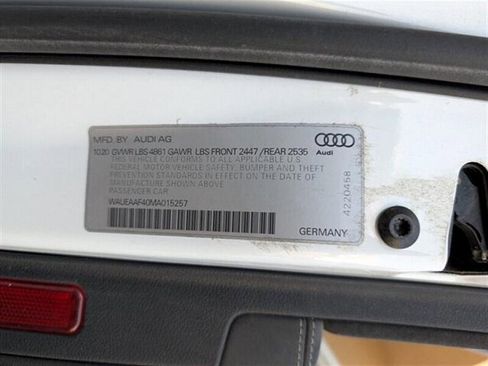 MFD. BY AUDI AG
10.20 GVWR LBS 4861 GAWR LBS FRONT 2447 /REAR 2535
THIS VEHICLE CONFORMS TO ALL APPLICABLE U.S
FEDERAL MOTOR VEHICLE SAFETY, BUMPER, AND THEFT
PREVENTION STANDARDS IN EFFECT ON THE DATE OF
MANUFACTURE SHOWN ABOVE
PASSENGER CAR
WAUEAAF40MA015257
Audi
4220458
GERMANY